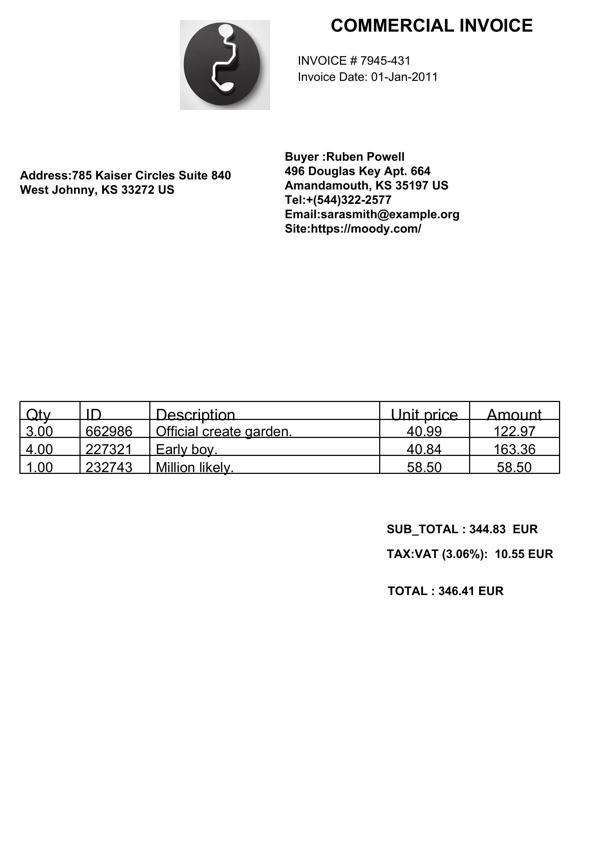 COMMERCIAL INVOICE
INVOICE # 7945-431
Invoice Date: 01-Jan-2011
Address:785 Kaiser Circles Suite 840
West Johnny, KS 33272 US
Buyer :Ruben Powell
496 Douglas Key Apt. 664
Amandamouth, KS 35197 US
Tel:+(544)322-2577
Email:sarasmith@example.org
Site:https://moody.com/
Qty ID Description Unit price Amount
3.00 662986 Official create garden. 40.99 122.97
4.00 227321 Early boy. 40.84 163.36
1.00 232743 Million likely. 58.50 58.50
SUB_TOTAL : 344.83 EUR
TAX:VAT (3.06%): 10.55 EUR
TOTAL : 346.41 EUR